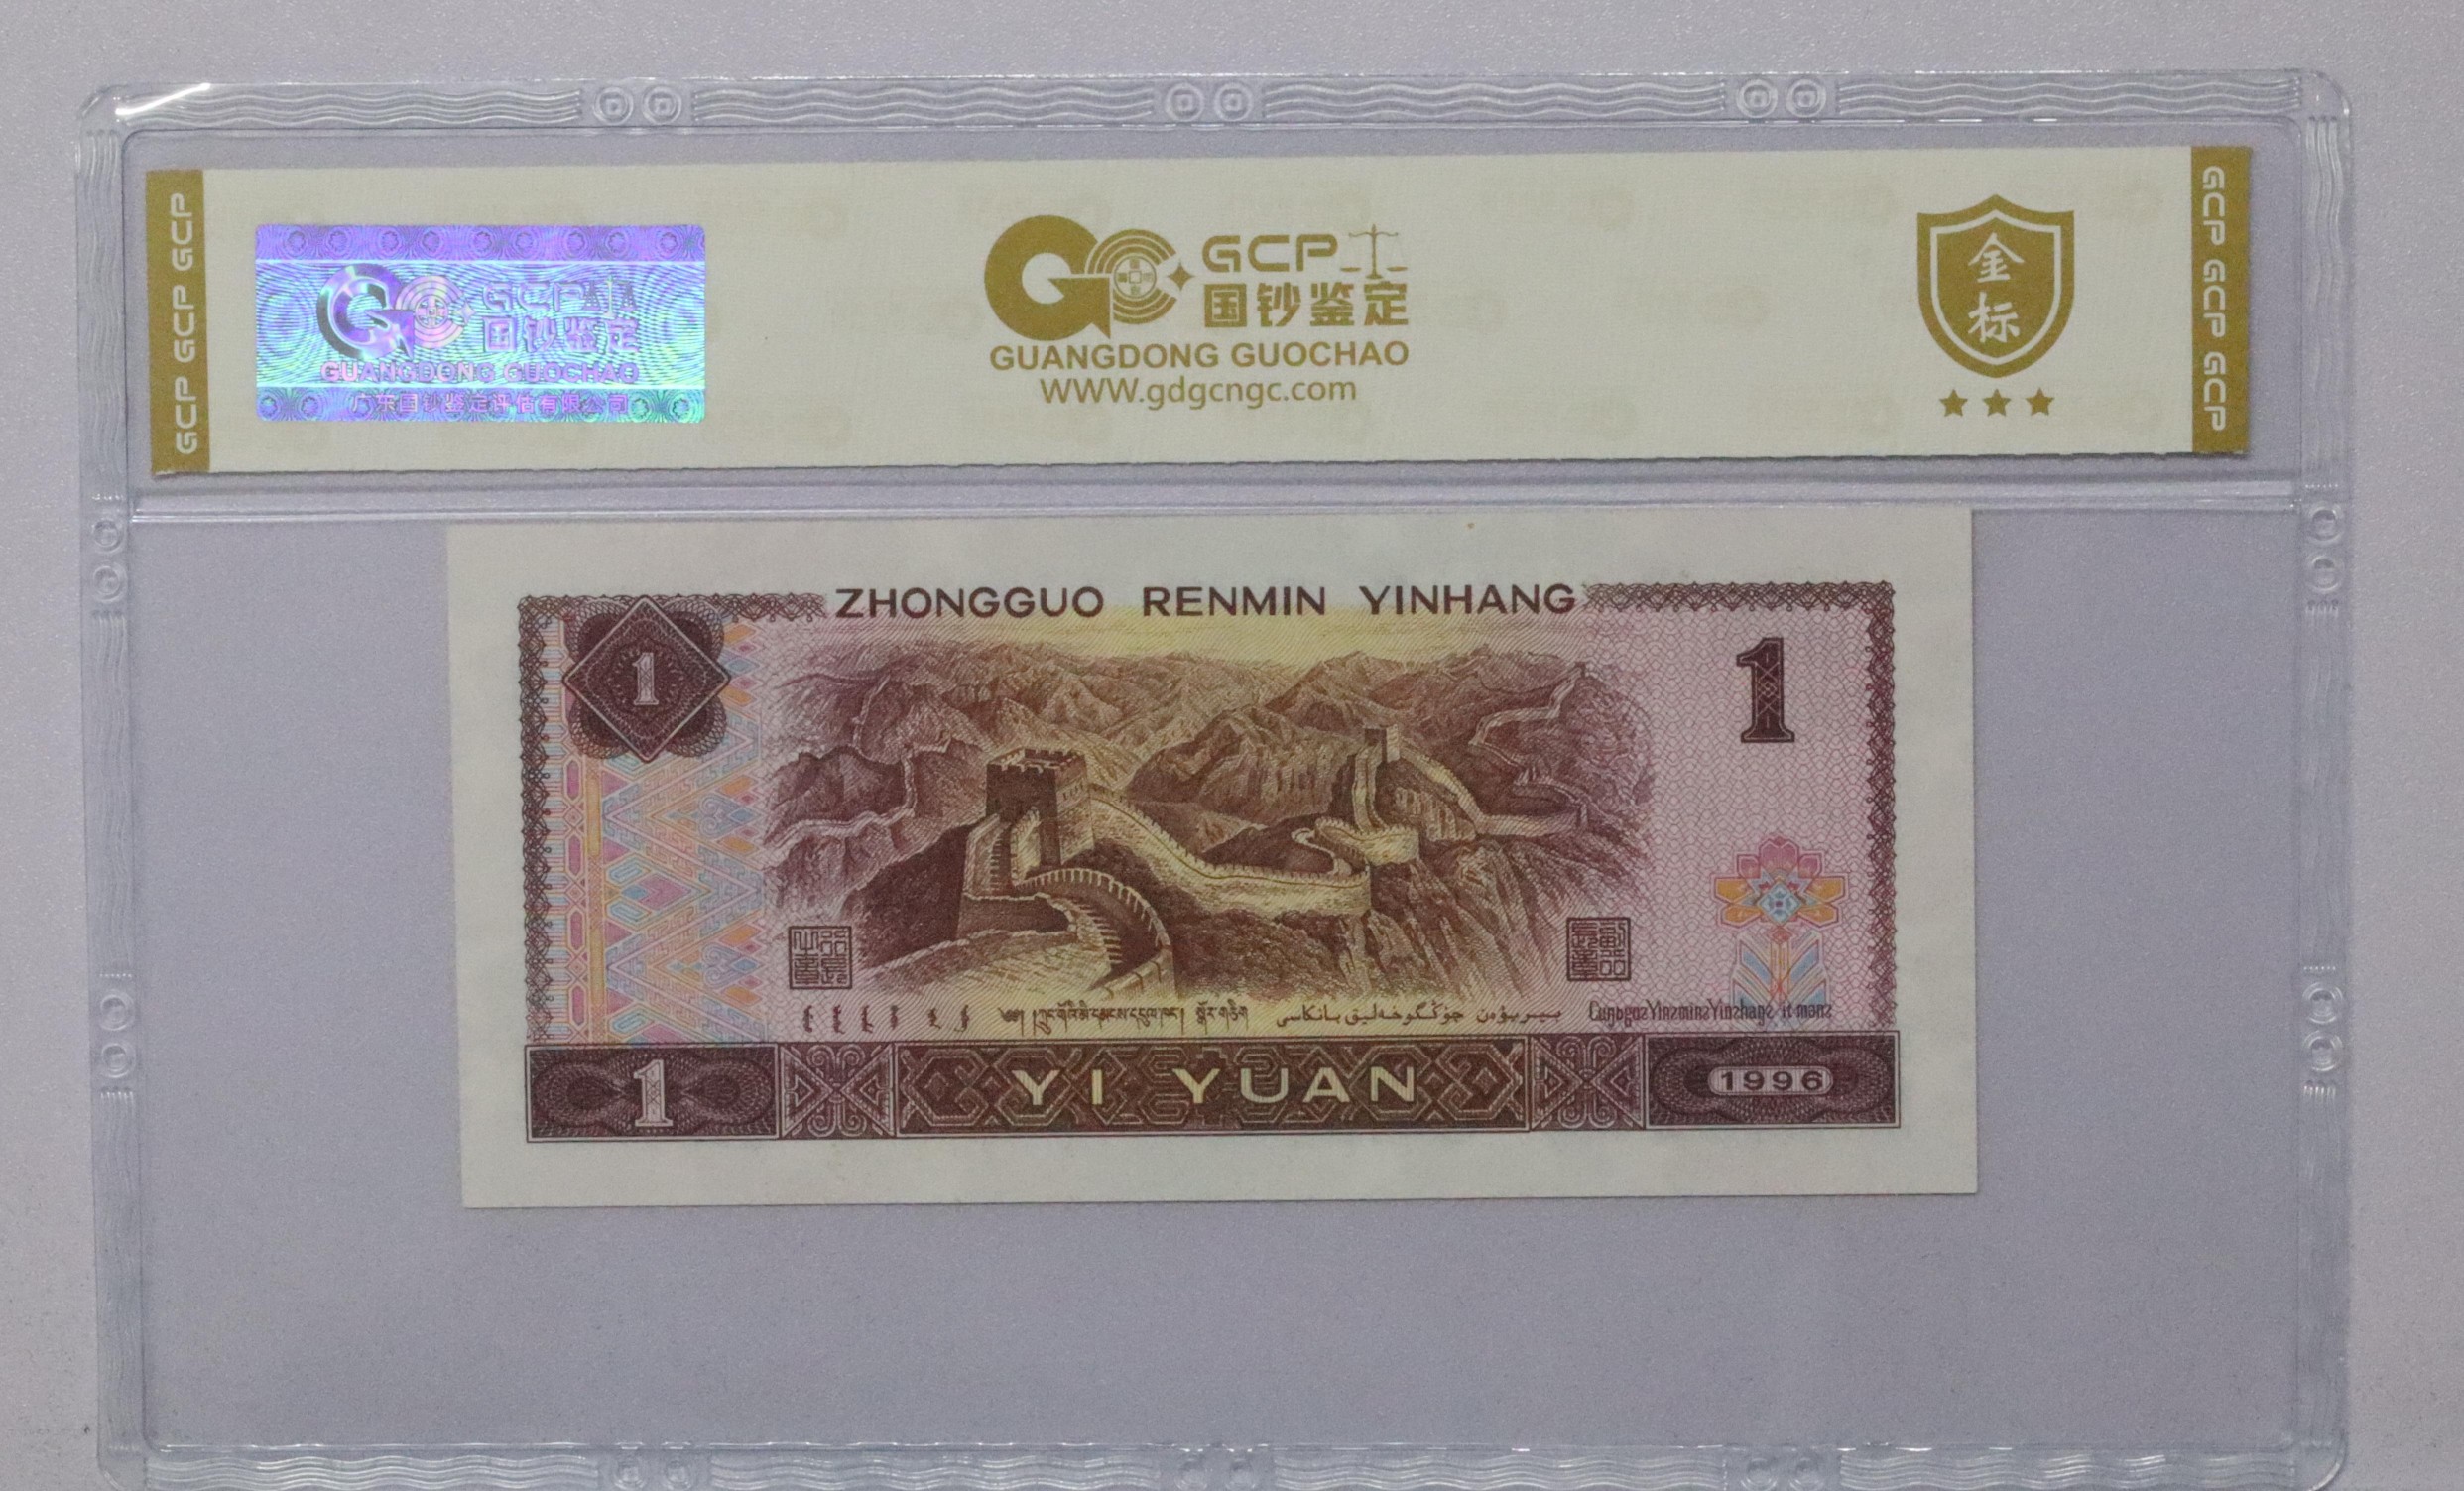 GCP GCP GCP
GCP
国钞鉴定
GUANGDONG GUOCHAO
广东国钞鉴定评估有限公司
GCP
国钞鉴定
GUANGDONG GUOCHAO
WWW.gdgcngc.com
金
标
GCP GCP GCP
ZHONGGUO RENMIN YINHANG
1
1
1
YI YUAN
1996